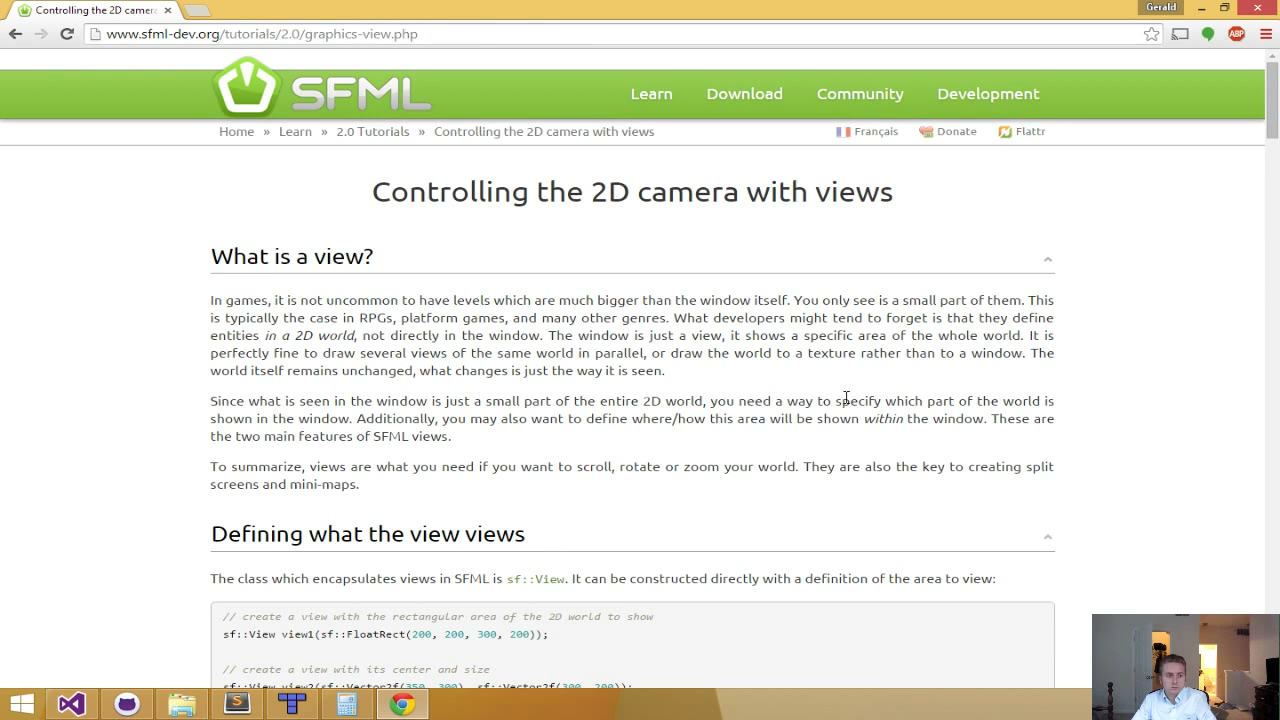 Controlling the 2D camera
Gerald
www.sfml-dev.org/tutorials/2.0/graphics-view.php
ABP
SFML
Learn Download Community Development
Home » Learn » 2.0 Tutorials » Controlling the 2D camera with views
Français Donate Flattr
Controlling the 2D camera with views
What is a view?
In games, it is not uncommon to have levels which are much bigger than the window itself. You only see is a small part of them. This
is typically the case in RPGs, platform games, and many other genres. What developers might tend to forget is that they define
entities in a 2D world, not directly in the window. The window is just a view, it shows a specific area of the whole world. It is
perfectly fine to draw several views of the same world in parallel, or draw the world to a texture rather than to a window. The
world itself remains unchanged, what changes is just the way it is seen.
Since what is seen in the window is just a small part of the entire 2D world, you need a way to specify which part of the world is
shown in the window. Additionally, you may also want to define where/how this area will be shown within the window. These are
the two main features of SFML views.
To summarize, views are what you need if you want to scroll, rotate or zoom your world. They are also the key to creating split
screens and mini-maps.
Defining what the view views
The class which encapsulates views in SFML is sf::View. It can be constructed directly with a definition of the area to view:
// create a view with the rectangular area of the 2D world to show
sf::View view1(sf::FloatRect(200, 200, 300, 200));
// create a view with its center and size
sf::View view2(sf::Vector2f(350, 300), sf::Vector2f(300, 200));